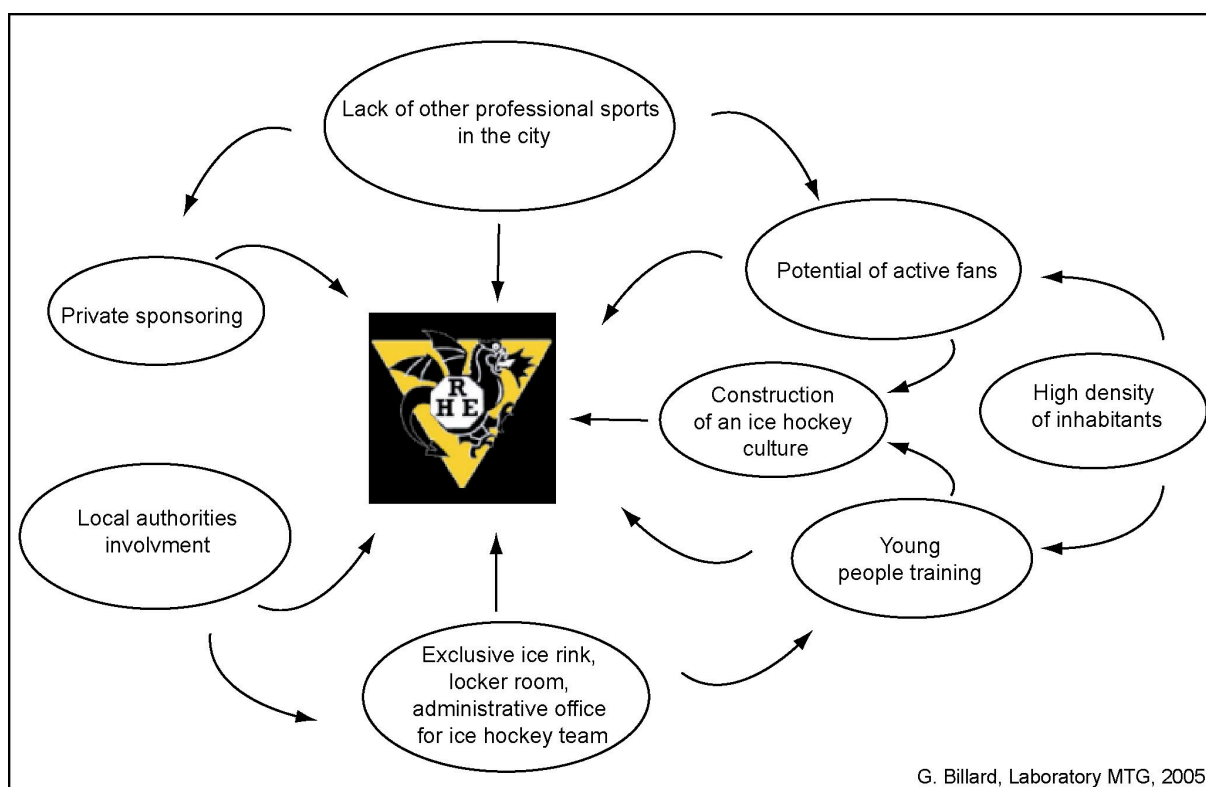 Lack of other professional sports
in the city
Potential of active fans
Private sponsoring
R
H E
Construction
of an ice hockey
culture
High density
of inhabitants
Local authorities
involvment
Young
people training
Exclusive ice rink,
locker room,
administrative office
for ice hockey team
G. Billard, Laboratory MTG, 2005